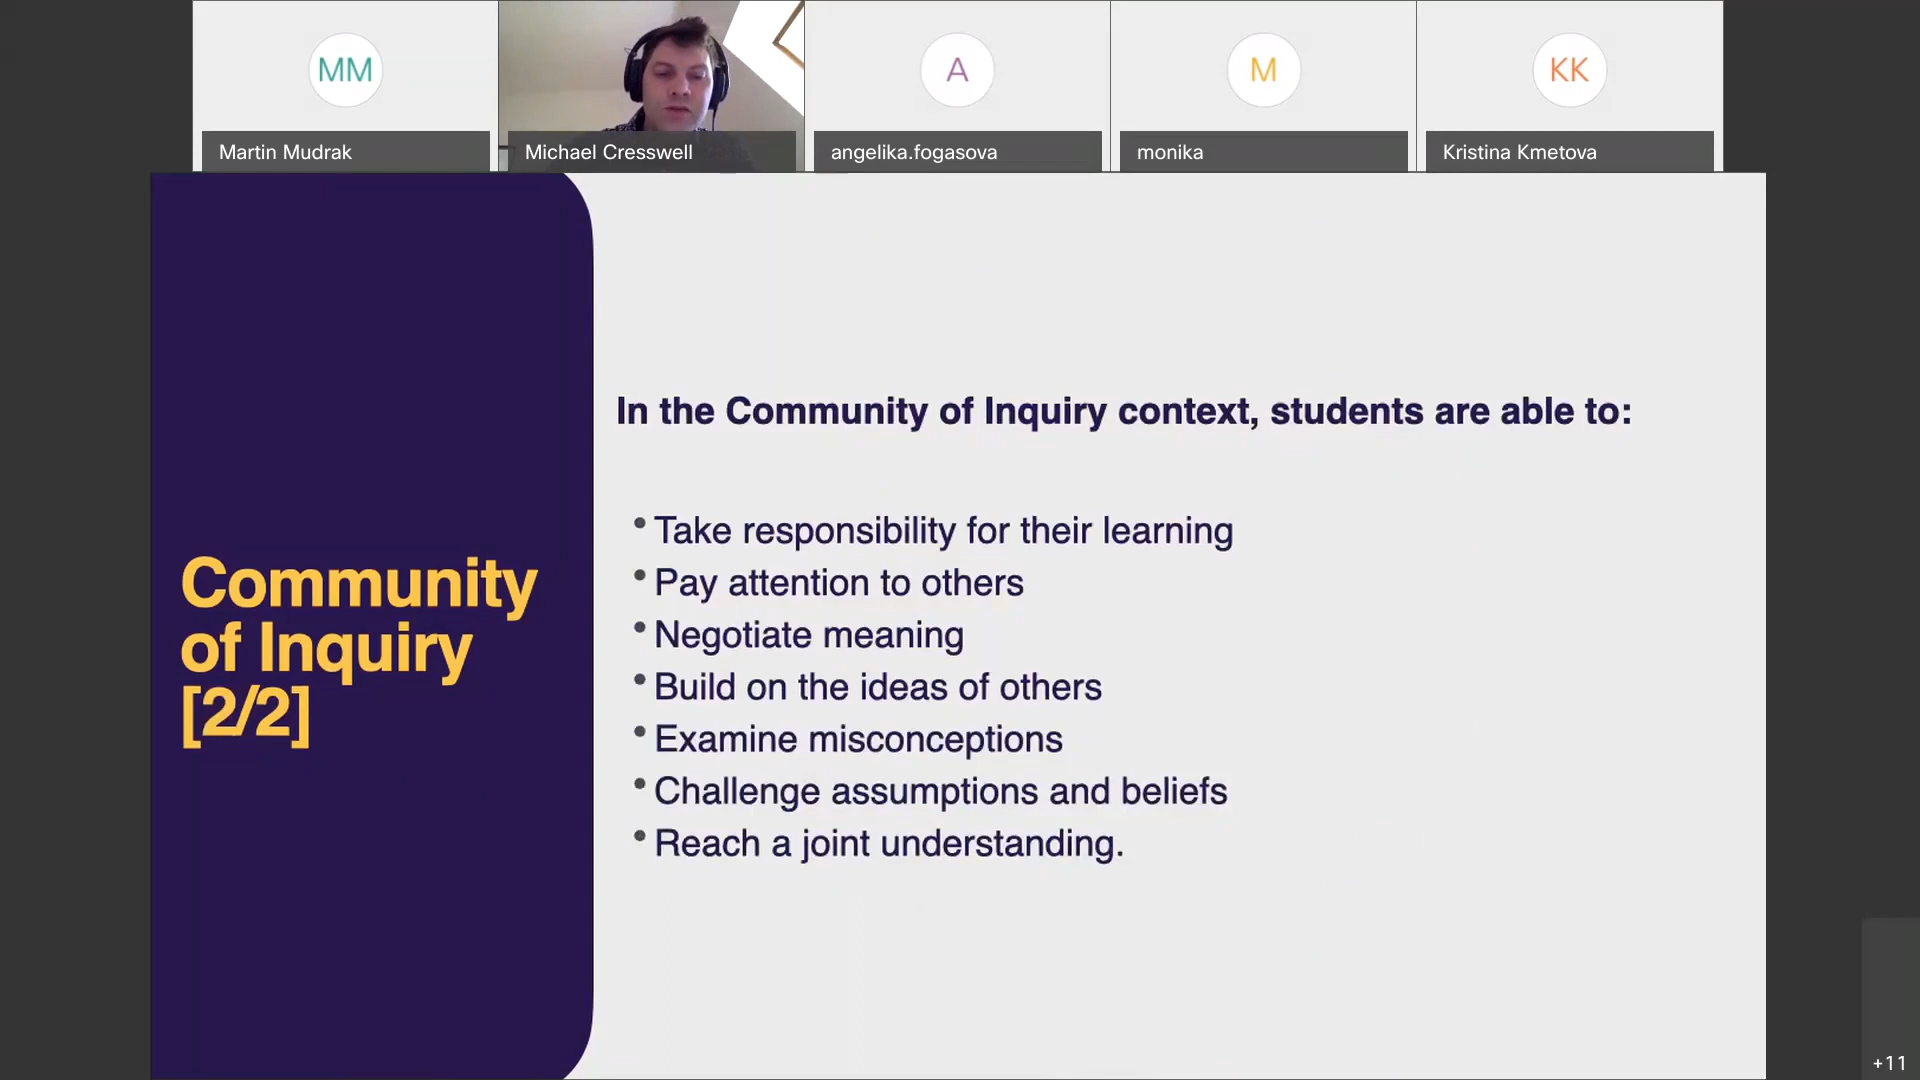 MM
A
M
KK
Martin Mudrak
Michael Cresswell
angelika.fogasova
monika
Kristina Kmetova
Community
of Inquiry
[2/2]
In the Community of Inquiry context, students are able to:
• Take responsibility for their learning
• Pay attention to others
• Negotiate meaning
• Build on the ideas of others
• Examine misconceptions
• Challenge assumptions and beliefs
• Reach a joint understanding.
+11